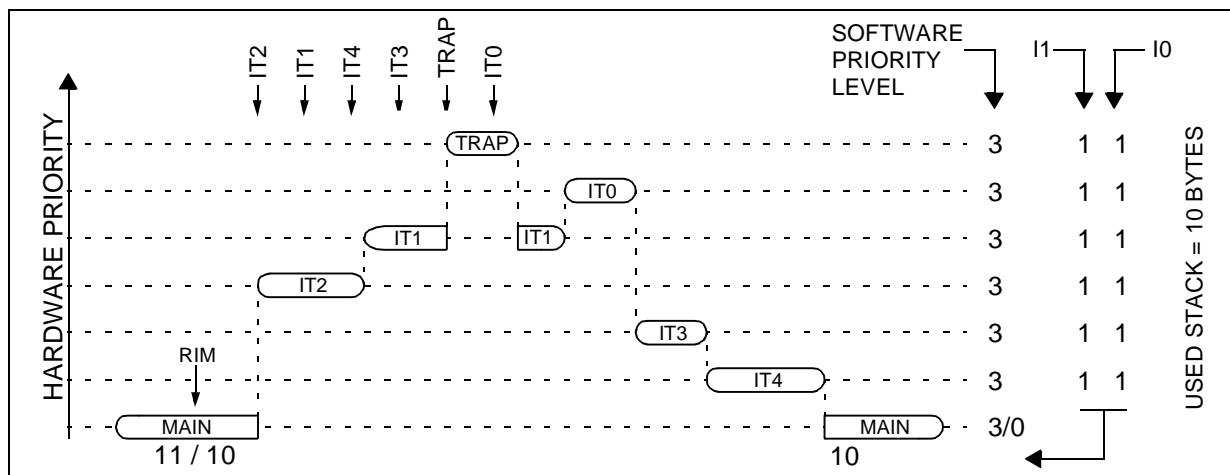 IT2
IT1
IT4
IT3
TRAP
IT0
SOFTWARE
PRIORITY
LEVEL
I1
I0
HARDWARE PRIORITY
TRAP
3 1 1
IT0
3 1 1
IT1
IT1
3 1 1
IT2
3 1 1
IT3
3 1 1
RIM
IT4
3 1 1
MAIN
MAIN
3/0
11 / 10
10
USED STACK = 10 BYTES